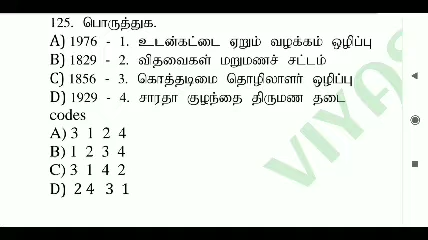 125. பொருத்துக.
A) 1976 - 1. உடன்கட்டை ஏறும் வழக்கம் ஒழிப்பு
B) 1829 - 2. விதவைகள் மறுமணச் சட்டம்
C) 1856 - 3. கொத்தடிமை தொழிலாளர் ஒழிப்பு
D) 1929 - 4. சாரதா குழந்தை திருமண தடை
codes
A) 3 1 2 4
B) 1 2 3 4
C) 3 1 4 2
D) 2 4 3 1
VIYAS